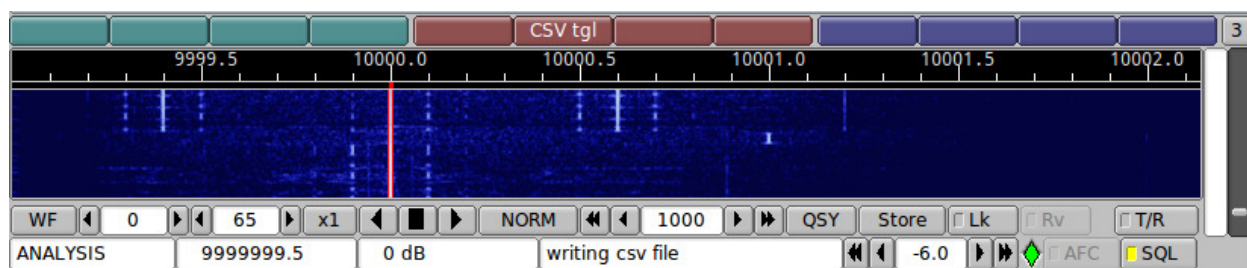 CSV tgl 3
9999.5 10000.0 10000.5 10001.0 10001.5 10002.0
WF 0 65 x1 NORM 1000 QSY Store Lk Rv T/R
ANALYSIS 9999999.5 0 dB writing csv file -6.0 AFC SQL